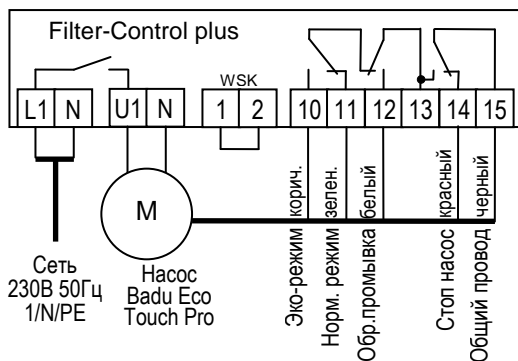 Filter-Control plus
WSK
L1 N U1 N 1 2 10 11 12 13 14 15
M
Сеть
230В 50Гц
1/N/PE
Насос
Badu Eco
Touch Pro
Эко-режим корич.
Норм. режим зелен.
Обр.промывка белый
Стоп насос красный
Общий провод черный